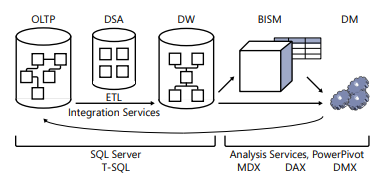 OLTP DSA DW BISM DM
ETL
Integration Services
SQL Server Analysis Services, PowerPivot
T-SQL MDX DAX DMX